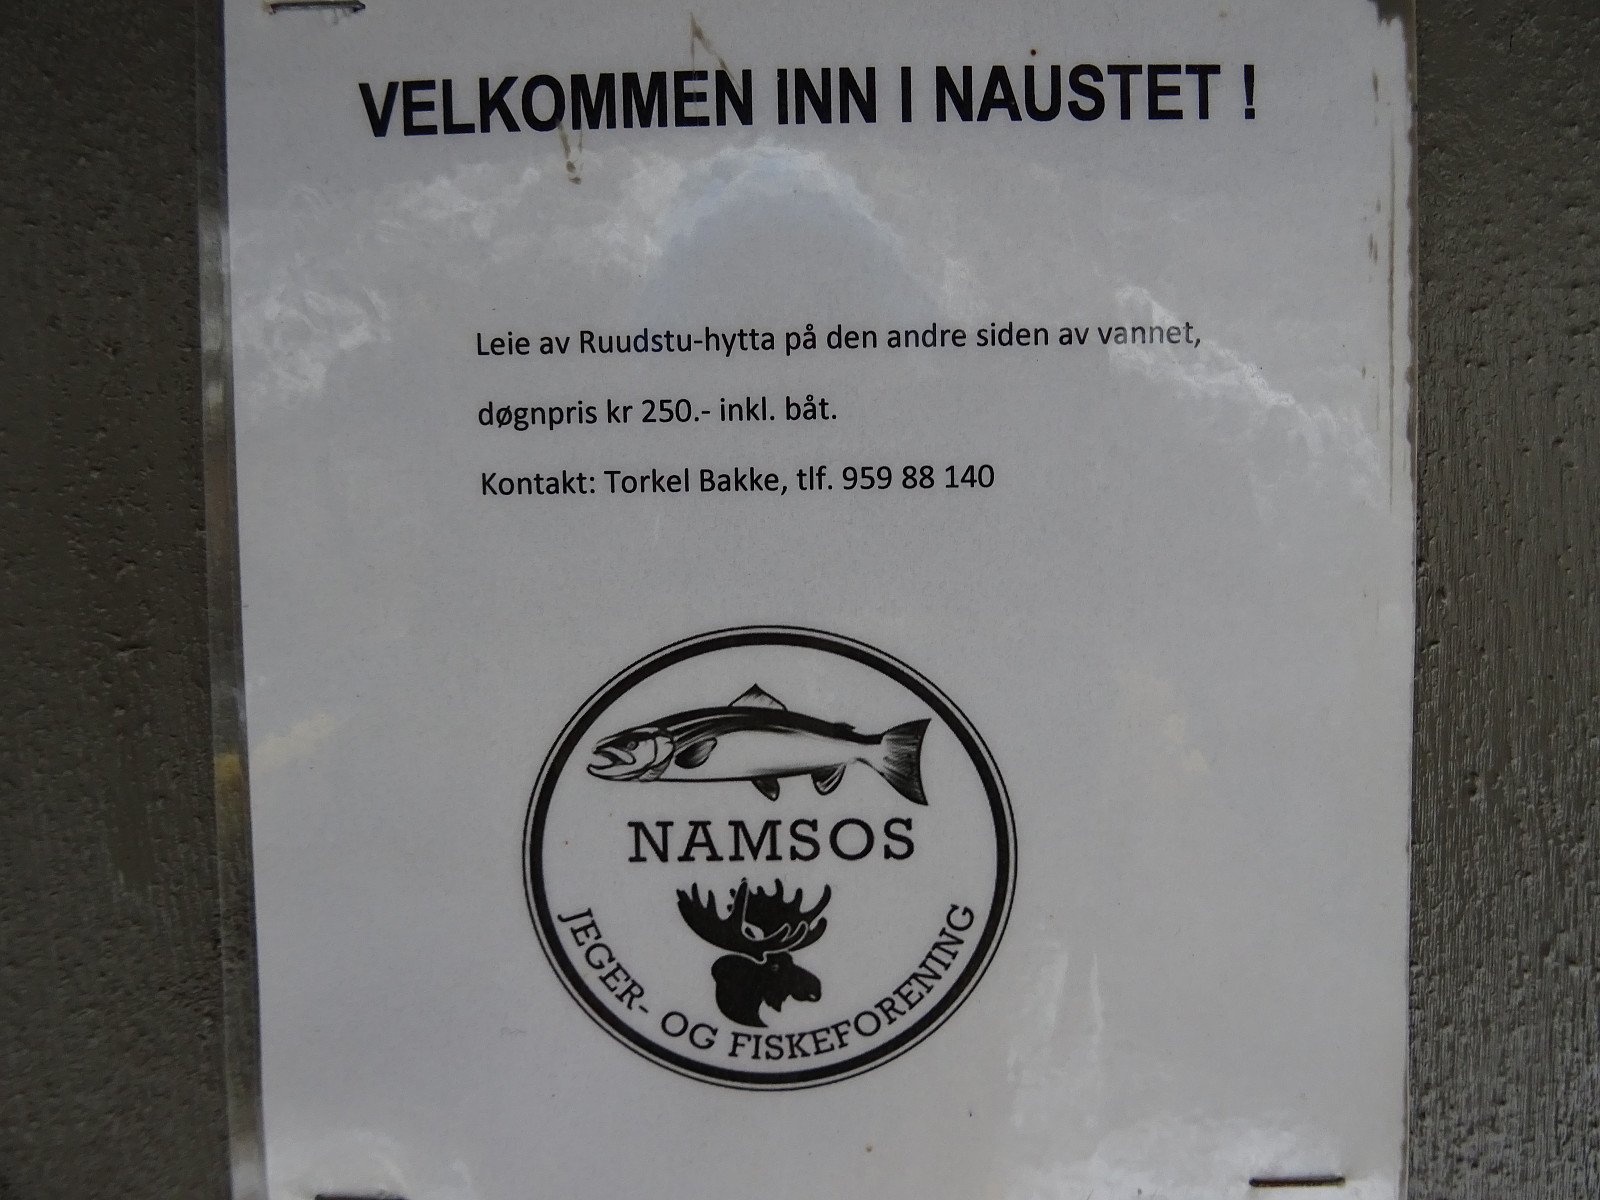 VELKOMMEN INN I NAUSTET !
Leie av Ruudstu-hytta på den andre siden av vannet,
døgnpris kr 250.- inkl. båt.
Kontakt: Torkel Bakke, tlf. 959 88 140
NAMSOS
JEGER- OG FISKEFORENING